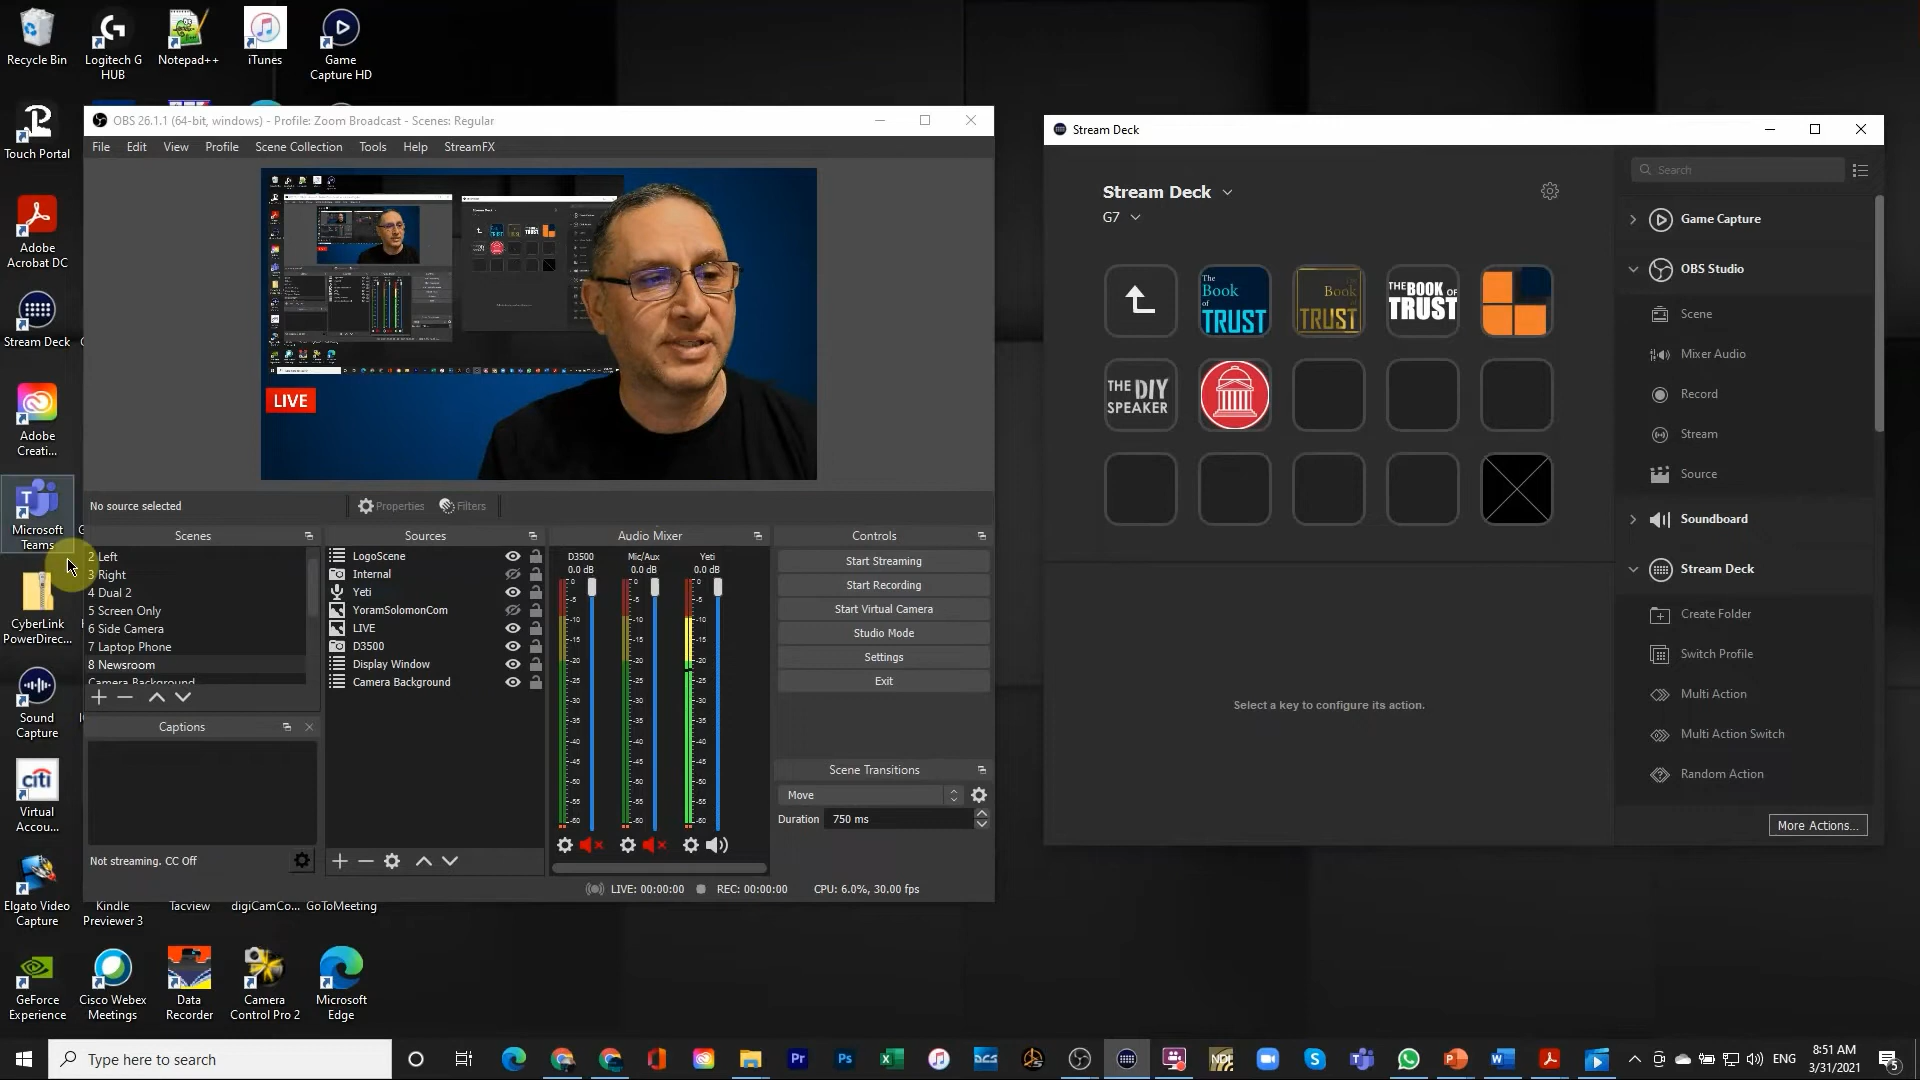 Recycle Bin
Logitech G
HUB
Notepad++
iTunes
Game
Capture HD
Touch Portal
Adobe
Acrobat DC
Stream Deck
Adobe
Creati...
Microsoft
Teams
CyberLink
PowerDirec...
Sound
Capture
citi
Virtual
Accou...
Elgato Video
Capture
Kindle
Previewer 3
Tacview
digiCamCo...
GoToMeeting
GeForce
Experience
Cisco Webex
Meetings
Data
Recorder
Camera
Control Pro 2
Microsoft
Edge
OBS 26.1.1 (64-bit, windows) - Profile: Zoom Broadcast - Scenes: Regular
File Edit View Profile Scene Collection Tools Help StreamFX
LIVE
No source selected
Properties
Filters
Scenes
2 Left
3 Right
4 Dual 2
5 Screen Only
6 Side Camera
7 Laptop Phone
8 Newsroom
Camera Background
Captions
Not streaming. CC Off
Sources
LogoScene
Internal
Yeti
YoramSolomonCom
LIVE
D3500
Display Window
Camera Background
Audio Mixer
D3500 Mic/Aux Yeti
0.0 dB 0.0 dB 0.0 dB
Controls
Start Streaming
Start Recording
Start Virtual Camera
Studio Mode
Settings
Exit
Scene Transitions
Move
Duration 750 ms
LIVE: 00:00:00 REC: 00:00:00 CPU: 6.0%, 30.00 fps
Stream Deck
Stream Deck
G7
The
Book
of
TRUST
The
Book
of
TRUST
THE BOOK OF
TRUST
THE DIY
SPEAKER
Select a key to configure its action.
Search
Game Capture
OBS Studio
Scene
Mixer Audio
Record
Stream
Source
Soundboard
Stream Deck
Create Folder
Switch Profile
Multi Action
Multi Action Switch
Random Action
More Actions...
Type here to search
ENG
8:51 AM
3/31/2021
5